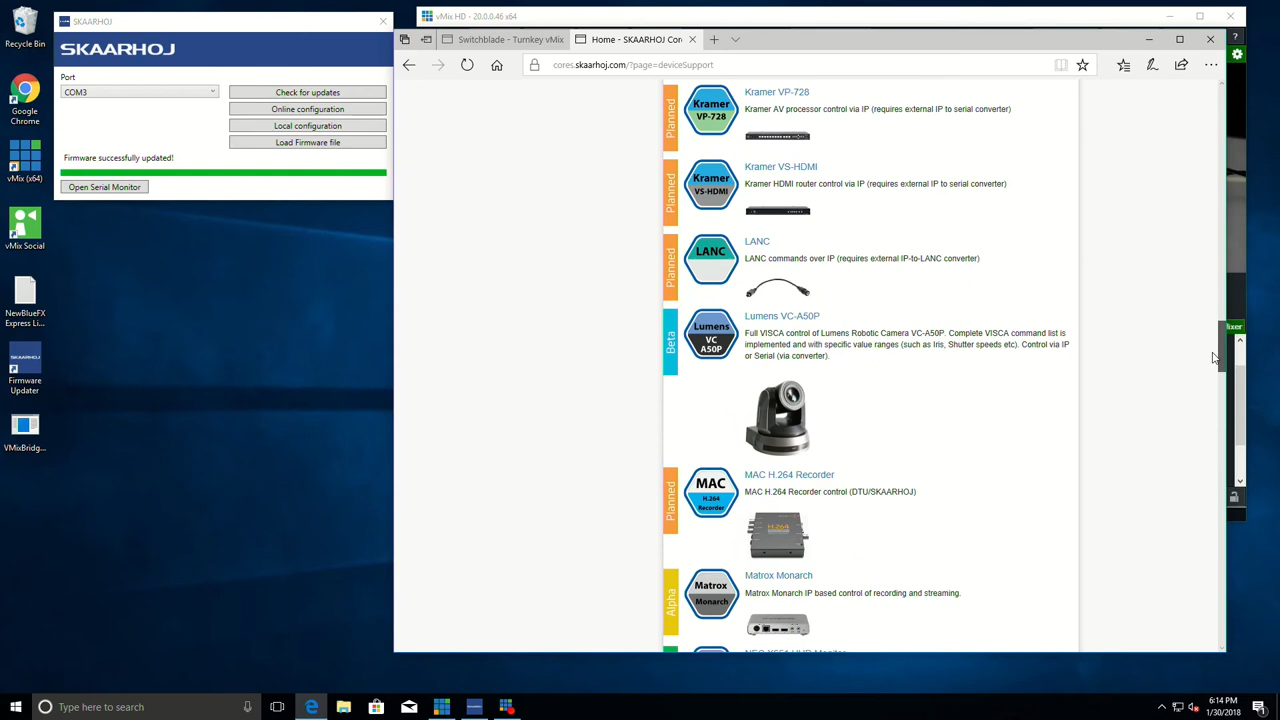 Recycle Bin
Google Chrome
vMix (x64)
vMix Social
NewBlueFX Express Li...
Firmware Updater
VMixBridg...
SKAARHOJ
SKAARHOJ
Port
COM3
Check for updates
Online configuration
Local configuration
Load Firmware file
Firmware successfully updated!
Open Serial Monitor
vMix HD - 20.0.0.46 x64
Switchblade - Turnkey vMix
Home - SKAARHOJ Cor
cores.skaarhoj.com/?page=deviceSupport
Planned
Kramer VP-728
Kramer VP-728
Kramer AV processor control via IP (requires external IP to serial converter)
Planned
Kramer VS-HDMI
Kramer VS-HDMI
Kramer HDMI router control via IP (requires external IP to serial converter)
Planned
LANC
LANC
LANC commands over IP (requires external IP-to-LANC converter)
Beta
Lumens VC A50P
Lumens VC-A50P
Full VISCA control of Lumens Robotic Camera VC-A50P. Complete VISCA command list is
implemented and with specific value ranges (such as Iris, Shutter speeds etc). Control via IP
or Serial (via converter).
Planned
MAC H.264 Recorder
MAC H.264 Recorder
MAC H.264 Recorder control (DTU/SKAARHOJ)
H.264
Alpha
Matrox Monarch
Matrox Monarch
Matrox Monarch IP based control of recording and streaming.
ixer
Type here to search
6:14 PM
1/30/2018
1